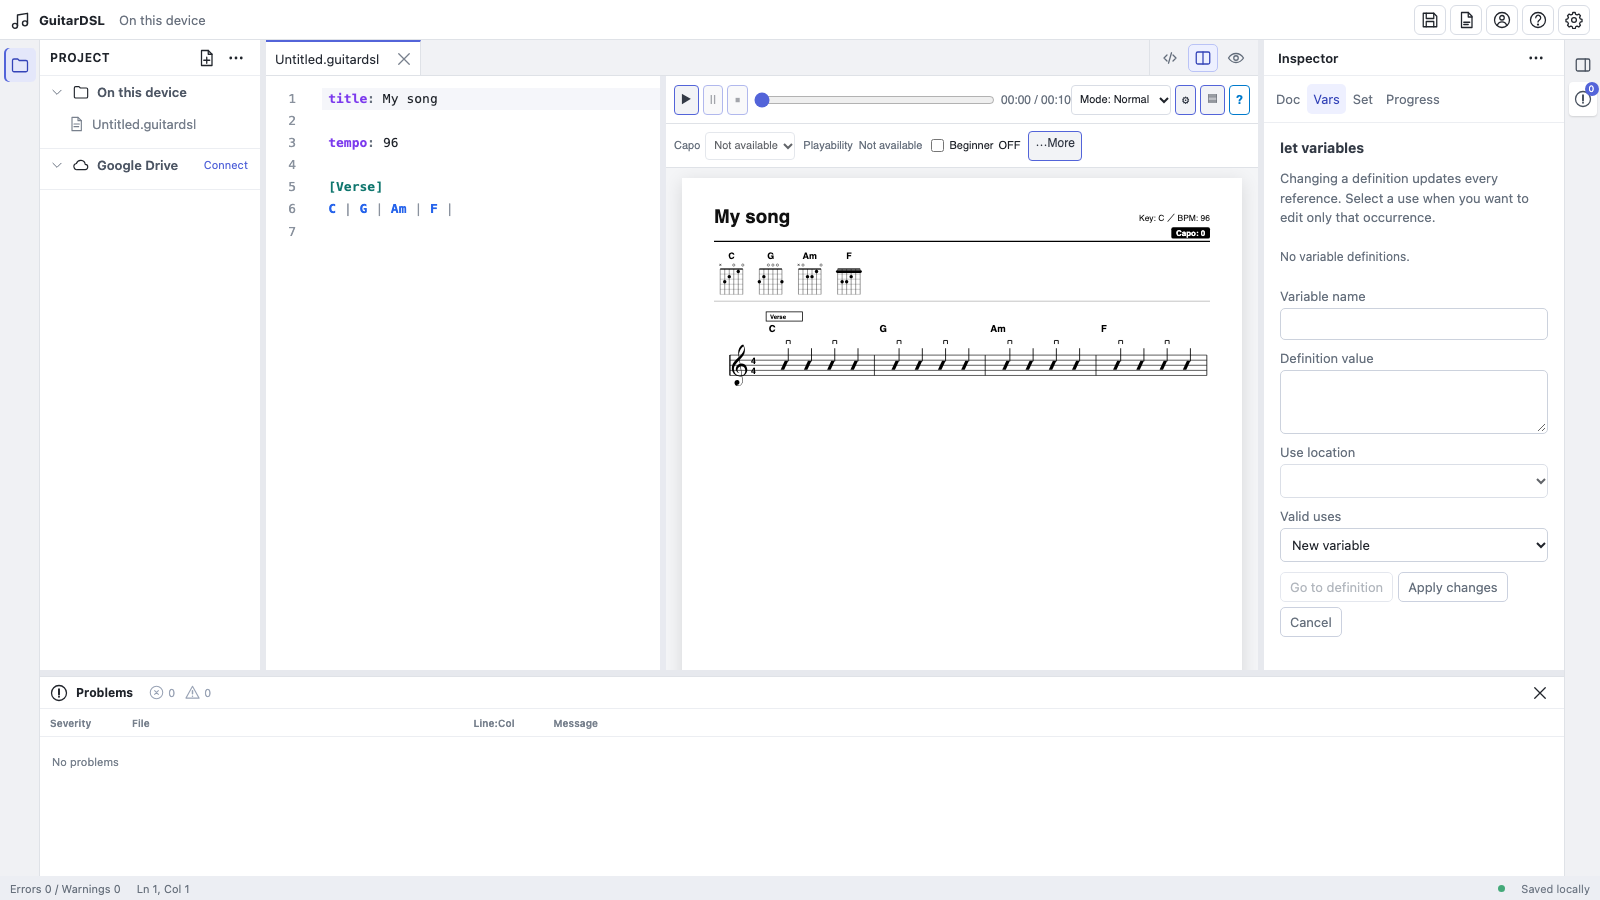 GuitarDSL On this device
PROJECT
On this device
Untitled.guitardsl
Google Drive Connect
Untitled.guitardsl
1 title: My song
2
3 tempo: 96
4
5 [Verse]
6 C | G | Am | F |
7
00:00 / 00:10 Mode: Normal ?
Capo Not available Playability Not available Beginner OFF ⋯More
My song
Key: C ／ BPM: 96
Capo: 0
C G Am F
Verse
C G Am F
4
4
Inspector
Doc Vars Set Progress
let variables
Changing a definition updates every
reference. Select a use when you want to
edit only that occurrence.
No variable definitions.
Variable name
Definition value
Use location
Valid uses
New variable
Go to definition Apply changes
Cancel
0
Problems 0 0
Severity File Line:Col Message
No problems
Errors 0 / Warnings 0 Ln 1, Col 1 Saved locally